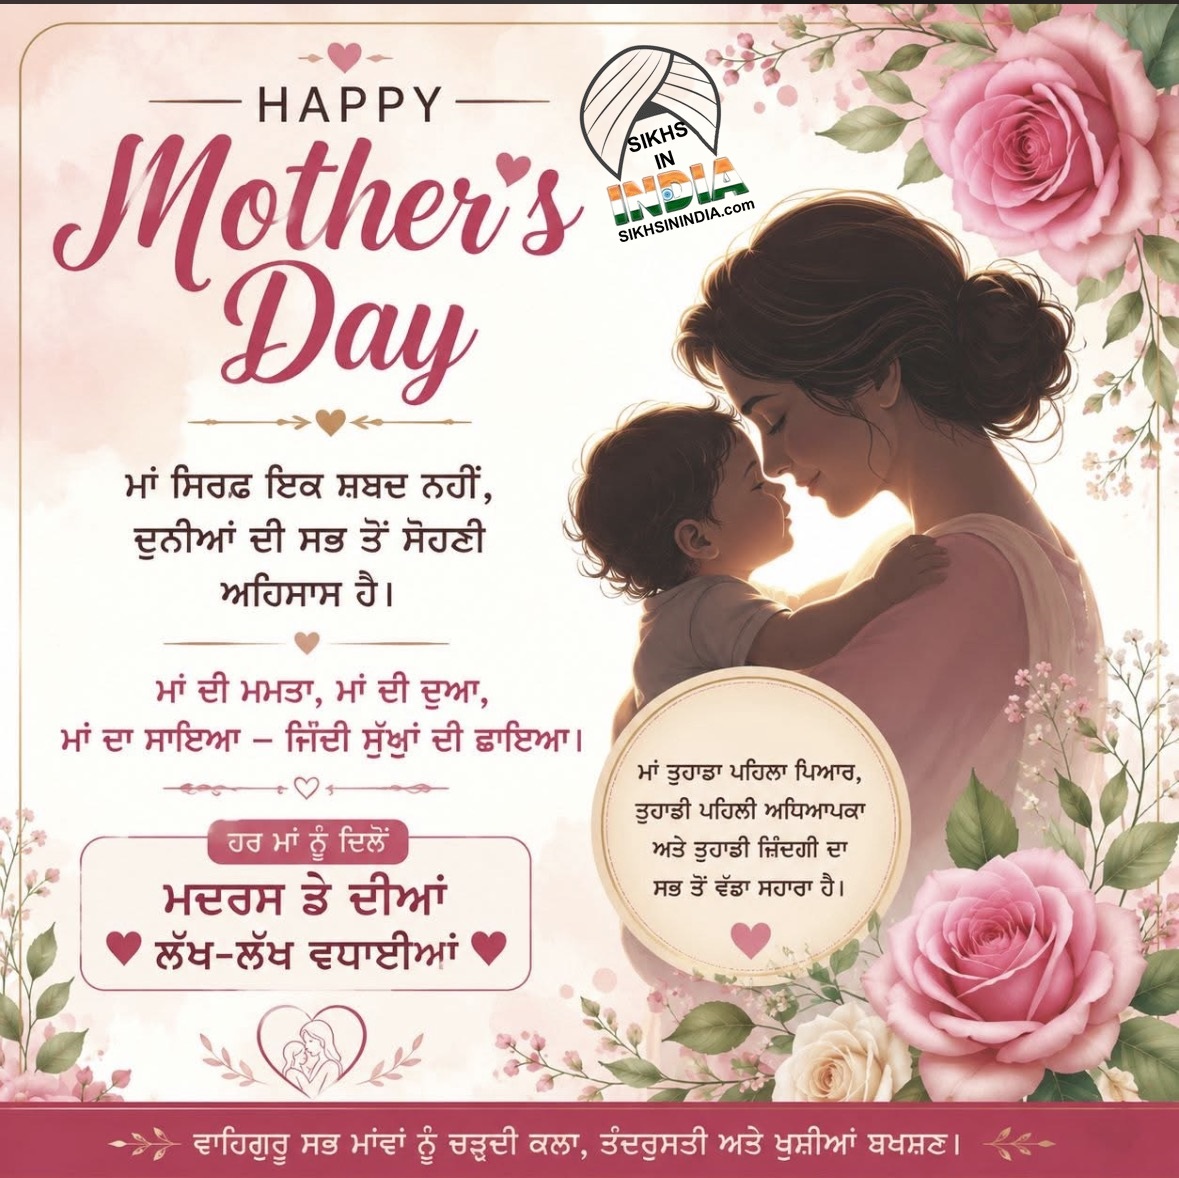 HAPPY
Mother's
Day
SIKHS
IN
INDIA
SIKHSININDIA.com
ਮਾਂ ਸਿਰਫ਼ ਇਕ ਸ਼ਬਦ ਨਹੀਂ,
ਦੁਨੀਆਂ ਦੀ ਸਭ ਤੋਂ ਸੋਹਣੀ
ਅਹਿਸਾਸ ਹੈ।
ਮਾਂ ਦੀ ਮਮਤਾ, ਮਾਂ ਦੀ ਦੁਆ,
ਮਾਂ ਦਾ ਸਾਇਆ – ਜਿੰਦੀ ਸੁੱਖਾਂ ਦੀ ਛਾਇਆ।
ਹਰ ਮਾਂ ਨੂੰ ਦਿਲੋਂ
ਮਦਰਸ ਡੇ ਦੀਆਂ
ਲੱਖ-ਲੱਖ ਵਧਾਈਆਂ
ਮਾਂ ਤੁਹਾਡਾ ਪਹਿਲਾ ਪਿਆਰ,
ਤੁਹਾਡੀ ਪਹਿਲੀ ਅਧਿਆਪਕਾ
ਅਤੇ ਤੁਹਾਡੀ ਜ਼ਿੰਦਗੀ ਦਾ
ਸਭ ਤੋਂ ਵੱਡਾ ਸਹਾਰਾ ਹੈ।
ਵਾਹਿਗੁਰੂ ਸਭ ਮਾਂਵਾਂ ਨੂੰ ਚੜ੍ਹਦੀ ਕਲਾ, ਤੰਦਰੁਸਤੀ ਅਤੇ ਖੁਸ਼ੀਆਂ ਬਖਸ਼ਣ।